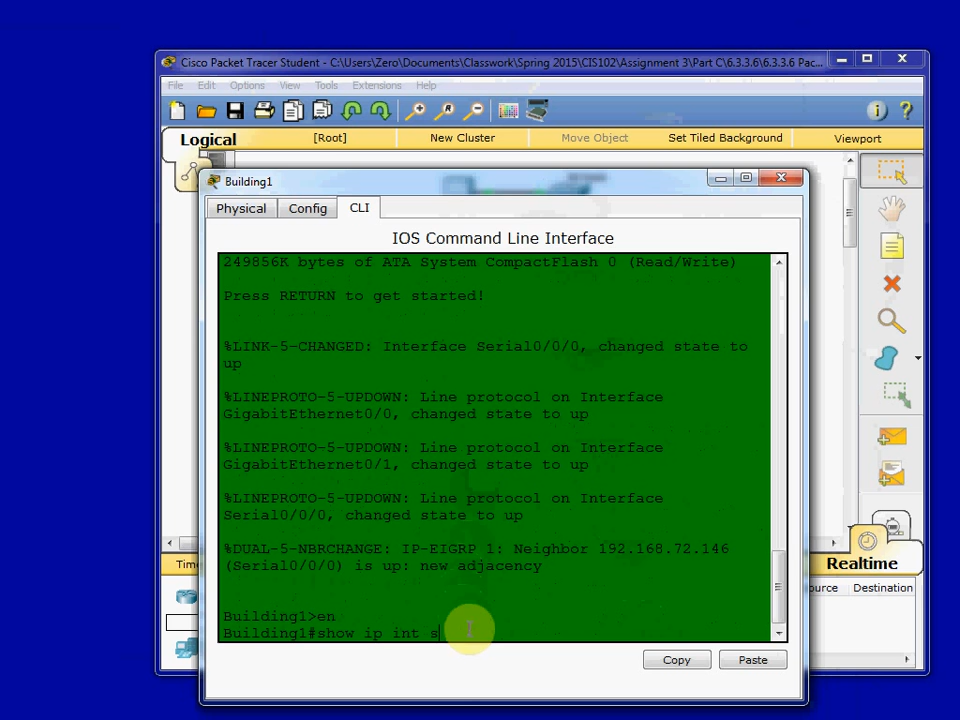 Cisco Packet Tracer Student - C:\Users\Zero\Documents\Classwork\Spring 2015\CIS102\Assignment 3\Part C\6.3.3.6\6.3.3.6 Pac...
File Edit Options View Tools Extensions Help
Logical [Root] New Cluster Move Object Set Tiled Background Viewport
Building1
Physical Config CLI
IOS Command Line Interface
249856K bytes of ATA System CompactFlash 0 (Read/Write)
Press RETURN to get started!
%LINK-5-CHANGED: Interface Serial0/0/0, changed state to
up
%LINEPROTO-5-UPDOWN: Line protocol on Interface
GigabitEthernet0/0, changed state to up
%LINEPROTO-5-UPDOWN: Line protocol on Interface
GigabitEthernet0/1, changed state to up
%LINEPROTO-5-UPDOWN: Line protocol on Interface
Serial0/0/0, changed state to up
%DUAL-5-NBRCHANGE: IP-EIGRP 1: Neighbor 192.168.72.146
(Serial0/0/0) is up: new adjacency
Building1>en
Building1#show ip int s
Copy Paste
Realtime
Destination